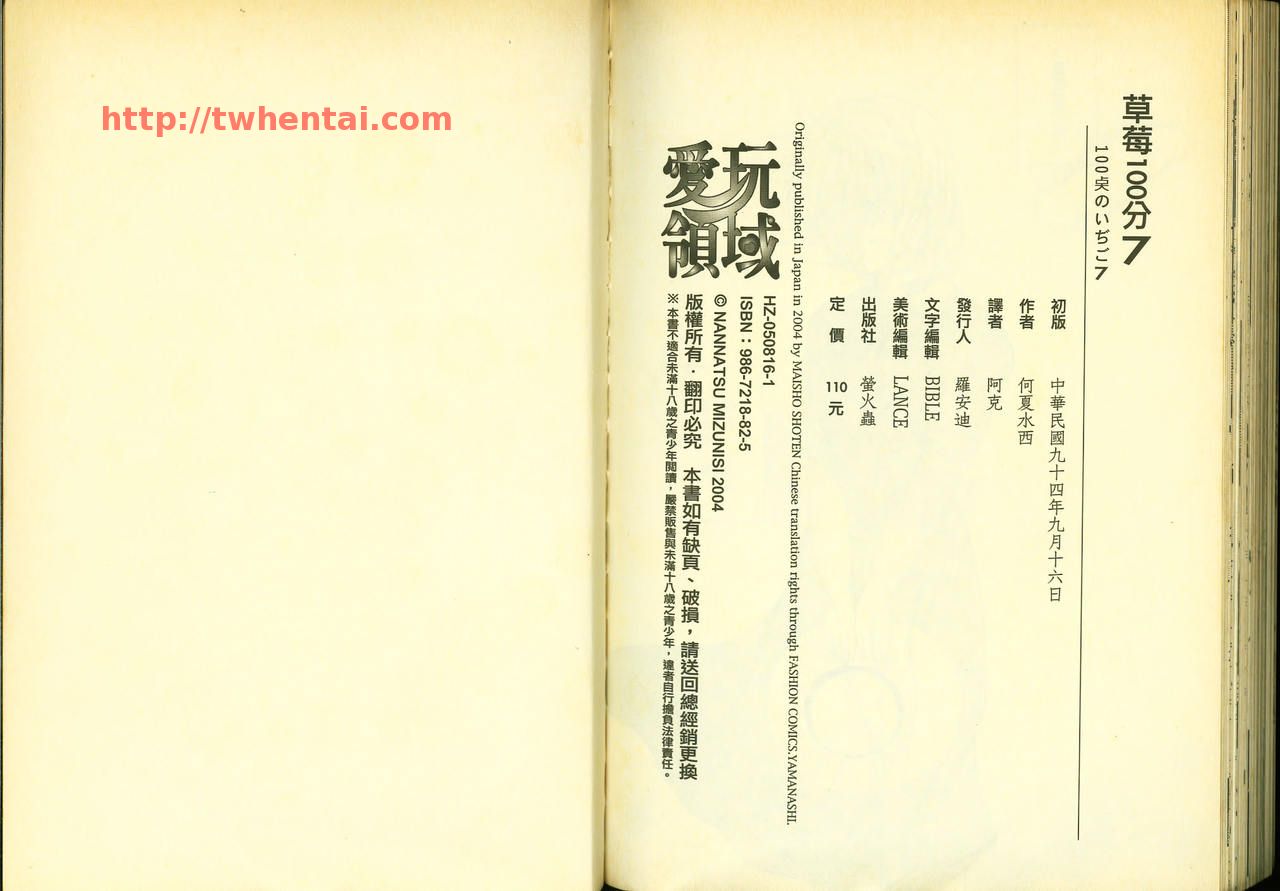 草莓100分7
100点のいぢご7
初版 中華民國九十四年九月十六日
作者 何夏水西
譯者 阿克
發行人 羅安迪
文字編輯 BIBLE
美術編輯 LANCE
出版社 螢火蟲
定價 110元
Originally published in Japan in 2004 by MAISHO SHOTEN Chinese translation rights through FASHION COMICS.YAMANASHI.
玩域
愛領
HZ-050816-1
ISBN：986-7218-82-5
© NANNATSU MIZUNISI 2004
版權所有．翻印必究 本書如有缺頁、破損，請送回總經銷更換
※本書不適合未滿十八歲之青少年閱讀，嚴禁販售與未滿十八歲之青少年，違者自行擔負法律責任。
http://twhentai.com